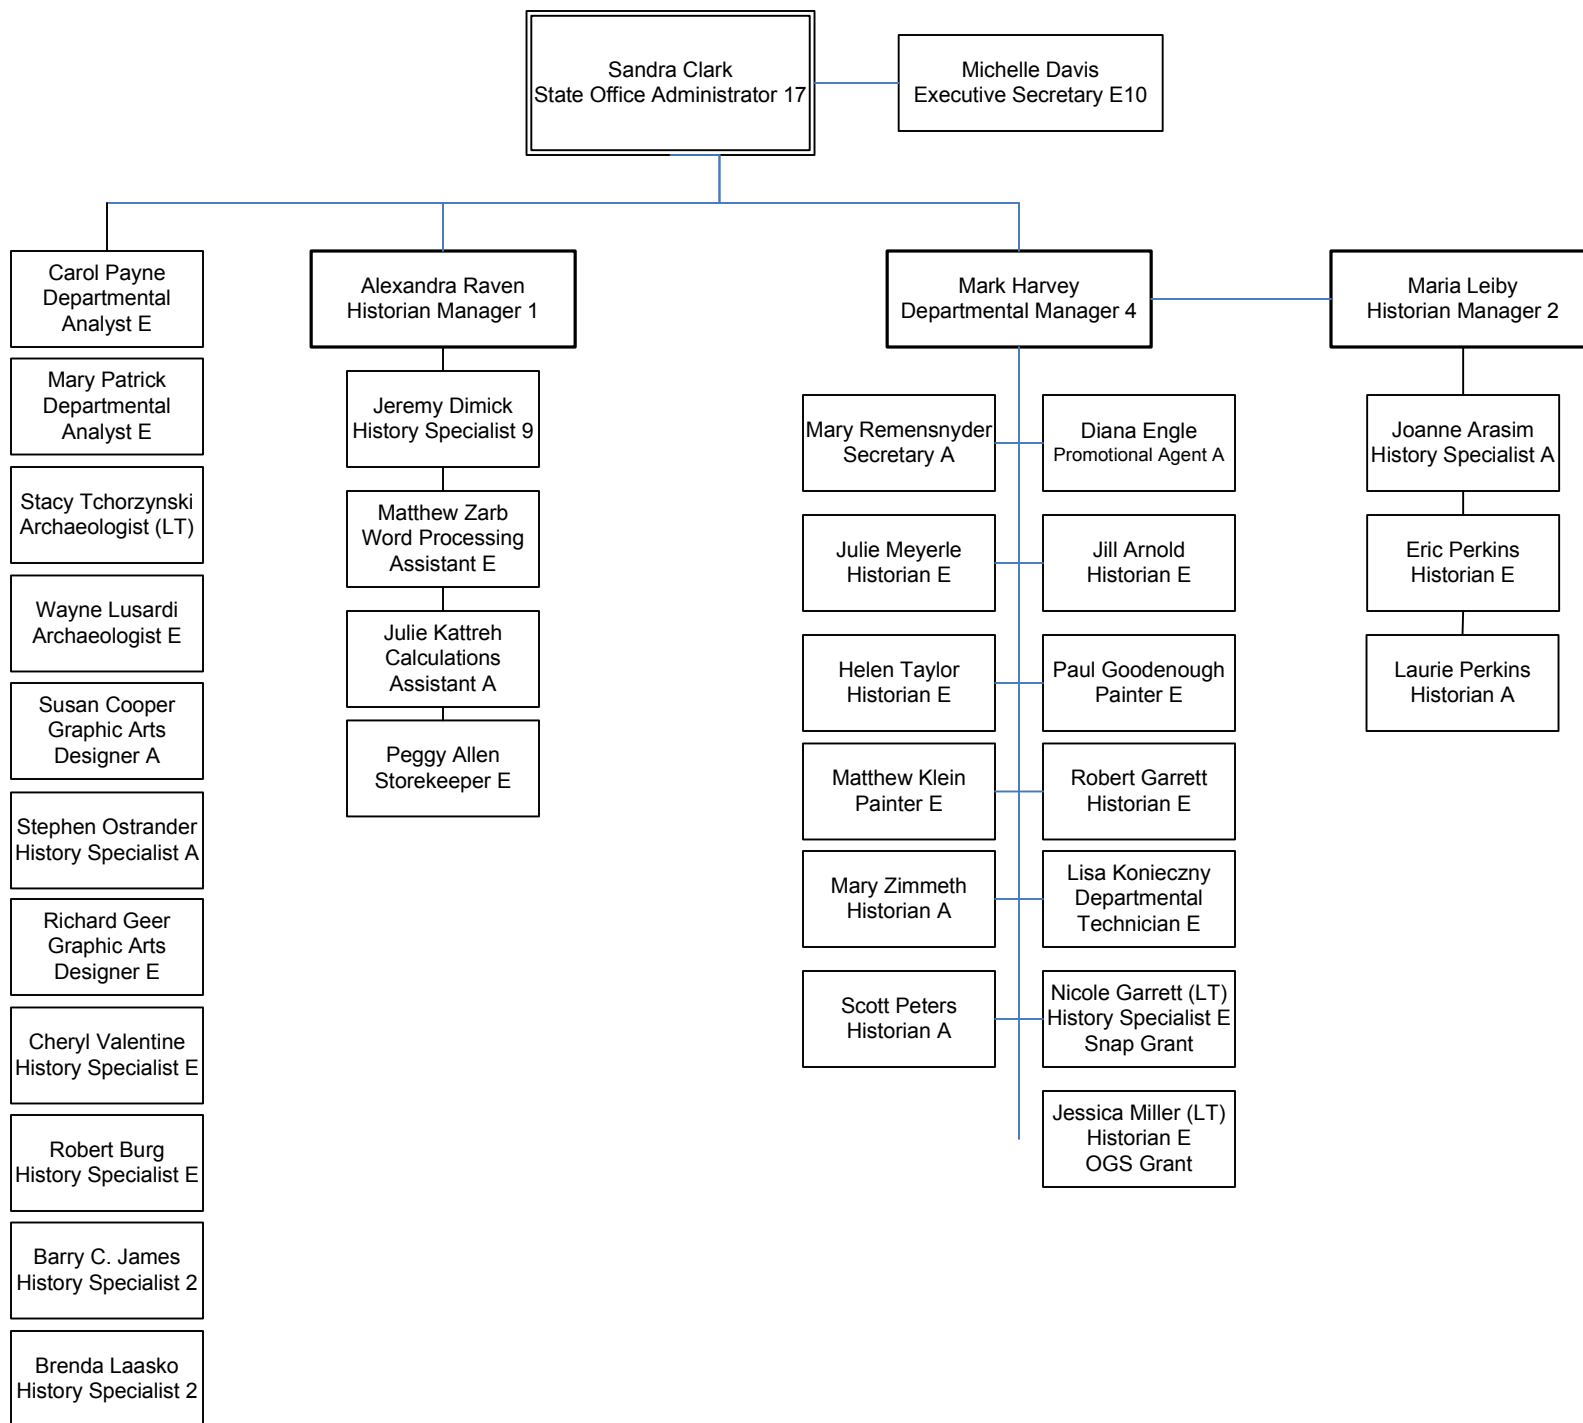 Sandra Clark
State Office Administrator 17
Michelle Davis
Executive Secretary E10
Carol Payne
Departmental
Analyst E
Mary Patrick
Departmental
Analyst E
Stacy Tchorzynski
Archaeologist (LT)
Wayne Lusardi
Archaeologist E
Susan Cooper
Graphic Arts
Designer A
Stephen Ostrander
History Specialist A
Richard Geer
Graphic Arts
Designer E
Cheryl Valentine
History Specialist E
Robert Burg
History Specialist E
Barry C. James
History Specialist 2
Brenda Laasko
History Specialist 2
Alexandra Raven
Historian Manager 1
Jeremy Dimick
History Specialist 9
Matthew Zarb
Word Processing
Assistant E
Julie Kattreh
Calculations
Assistant A
Peggy Allen
Storekeeper E
Mark Harvey
Departmental Manager 4
Mary Remensnyder
Secretary A
Diana Engle
Promotional Agent A
Julie Meyerle
Historian E
Jill Arnold
Historian E
Helen Taylor
Historian E
Paul Goodenough
Painter E
Matthew Klein
Painter E
Robert Garrett
Historian E
Mary Zimmeth
Historian A
Lisa Konieczny
Departmental
Technician E
Scott Peters
Historian A
Nicole Garrett (LT)
History Specialist E
Snap Grant
Jessica Miller (LT)
Historian E
OGS Grant
Maria Leiby
Historian Manager 2
Joanne Arasim
History Specialist A
Eric Perkins
Historian E
Laurie Perkins
Historian A